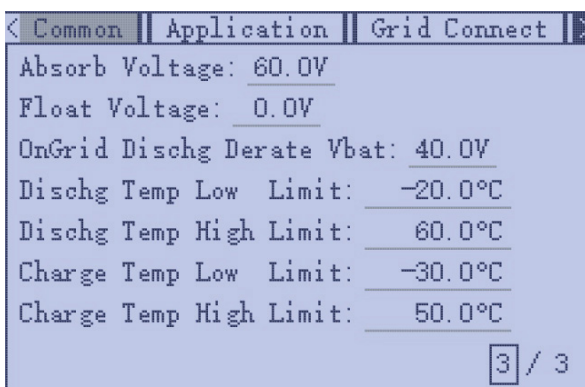 < Common Application Grid Connect
Absorb Voltage: 60.0V
Float Voltage: 0.0V
OnGrid Dischg Derate Vbat: 40.0V
Dischg Temp Low Limit: -20.0°C
Dischg Temp High Limit: 60.0°C
Charge Temp Low Limit: -30.0°C
Charge Temp High Limit: 50.0°C
3 / 3